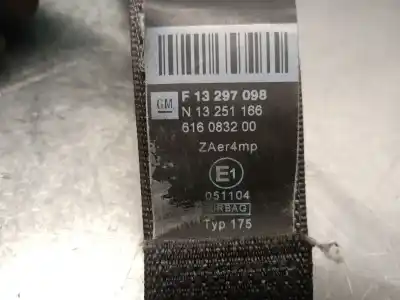 GM
F 13 297 098
N 13 251 166
616 0832 00
ZAer4mp
E1
051104
AIRBAG
Typ 175